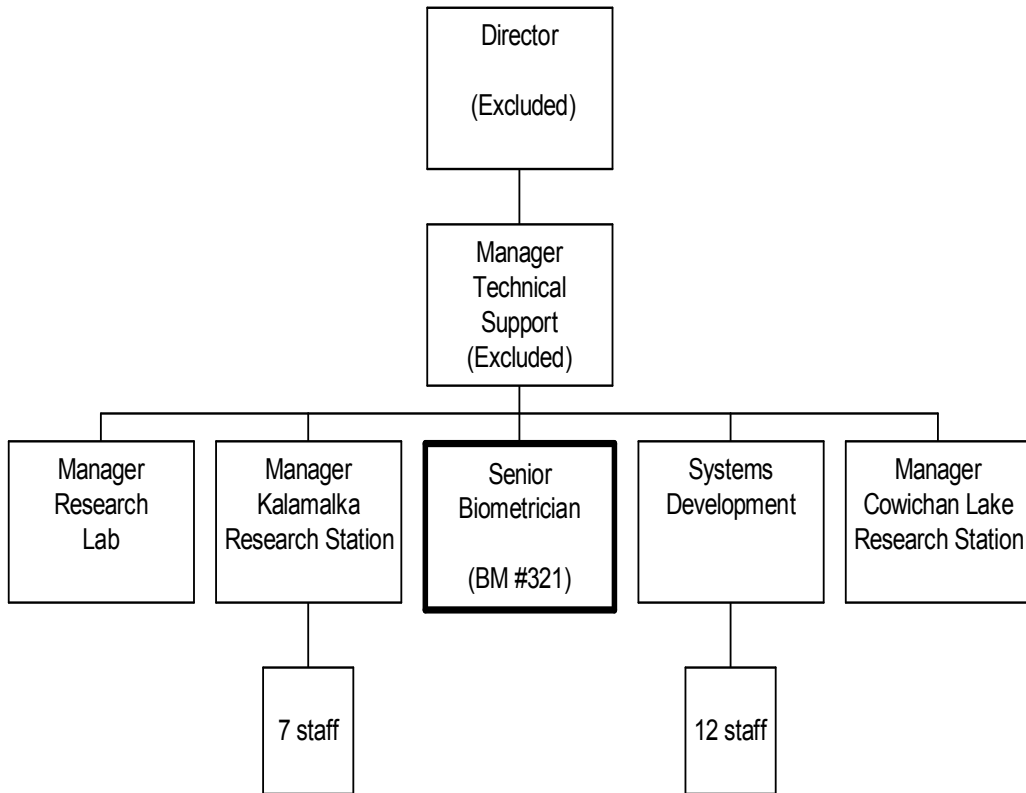 Director
(Excluded)
Manager
Technical
Support
(Excluded)
Manager
Research
Lab
Manager
Kalamalka
Research Station
Senior
Biometrician
(BM #321)
Systems
Development
Manager
Cowichan Lake
Research Station
7 staff
12 staff